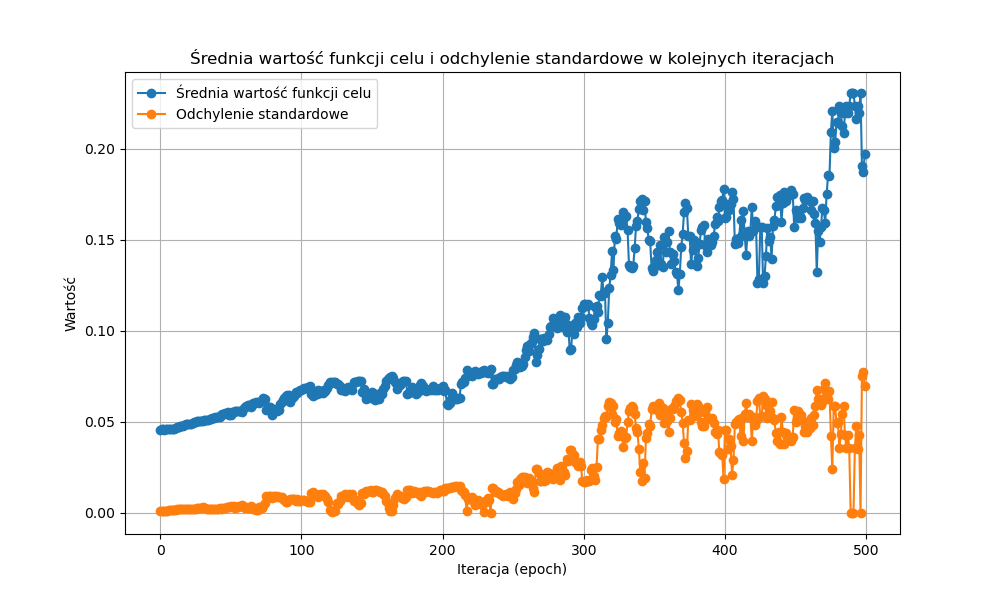 Średnia wartość funkcji celu i odchylenie standardowe w kolejnych iteracjach
Średnia wartość funkcji celu
Odchylenie standardowe
Wartość
0.20
0.15
0.10
0.05
0.00
0
100
200
300
400
500
Iteracja (epoch)